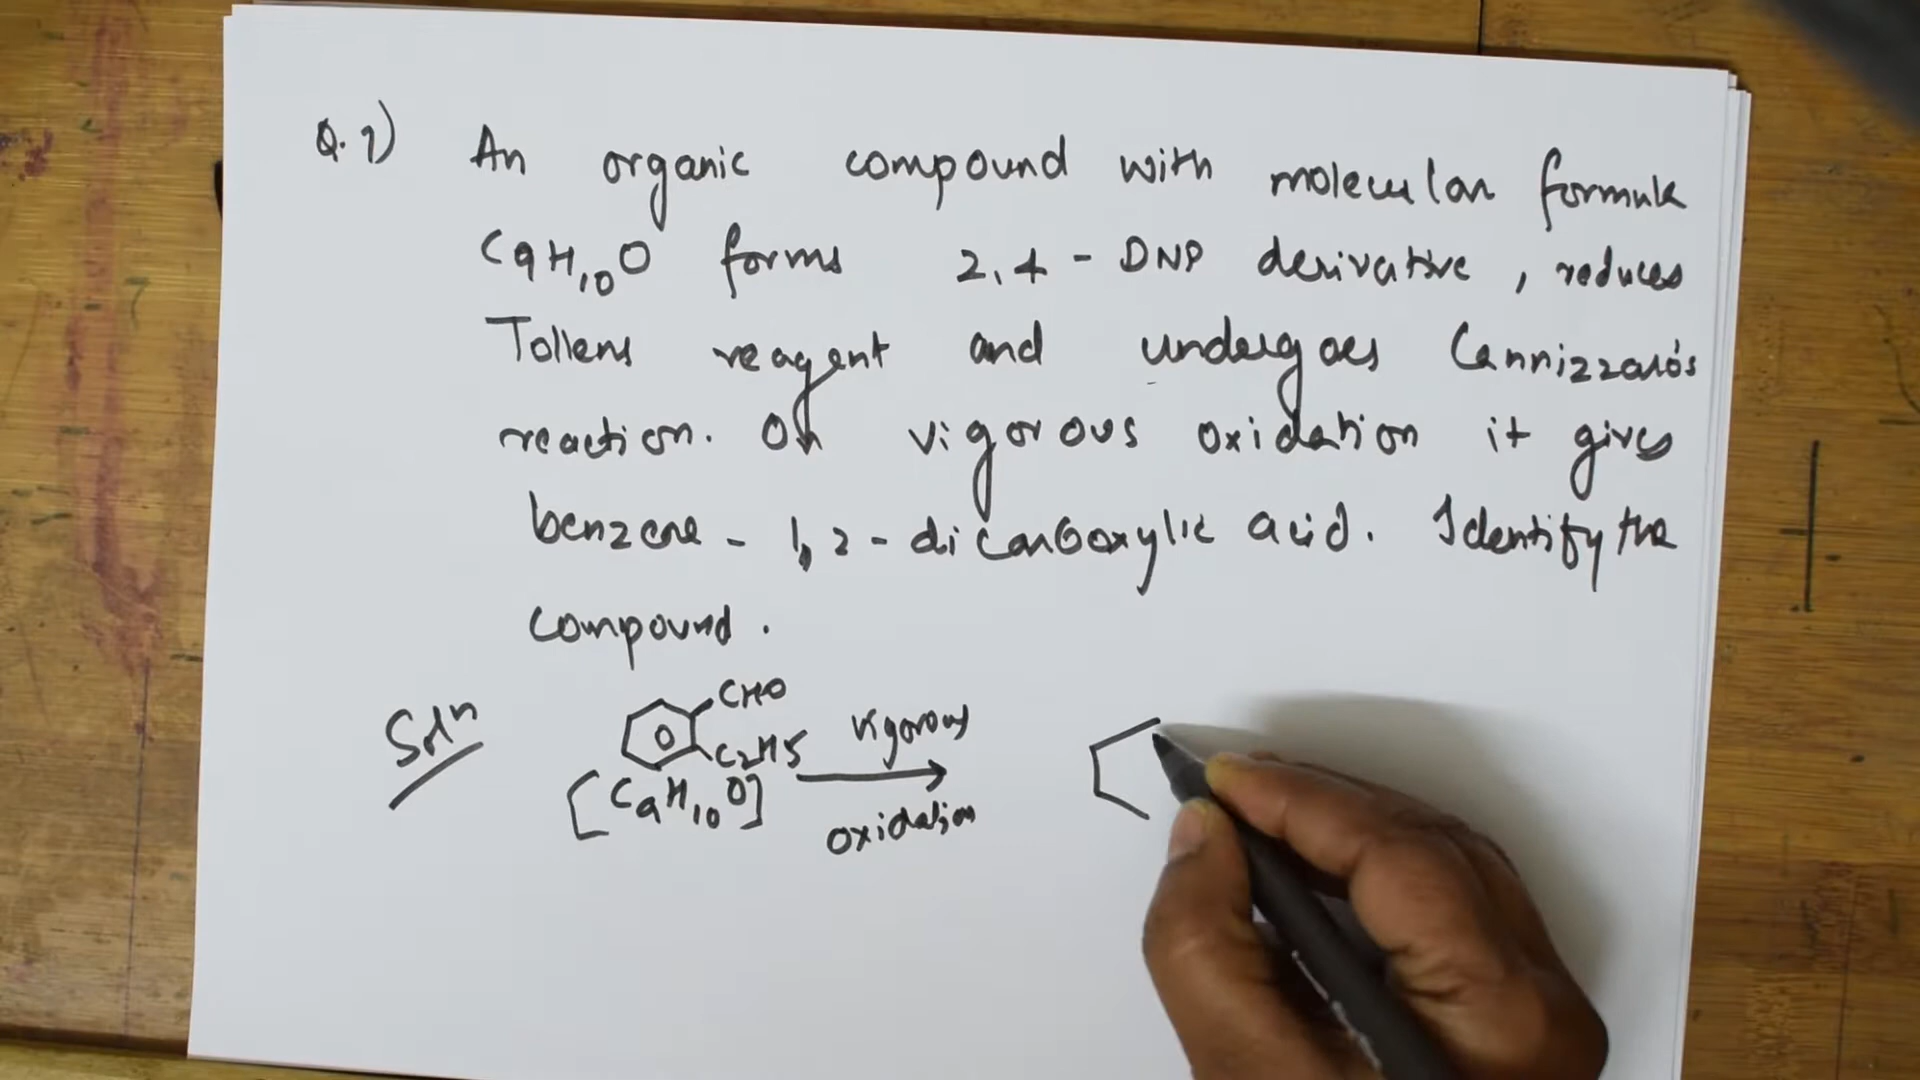 Q.1) An organic compound with molecular formula
C9H10O forms 2,4 - DNP derivative, reduces
Tollens reagent and undergoes Cannizzaro's
reaction. On vigorous oxidation it gives
benzene - 1,2 - dicarboxylic acid. Identify the
compound.
Soln
CHO
C2H5
[C9H10O]
vigorous
oxidation